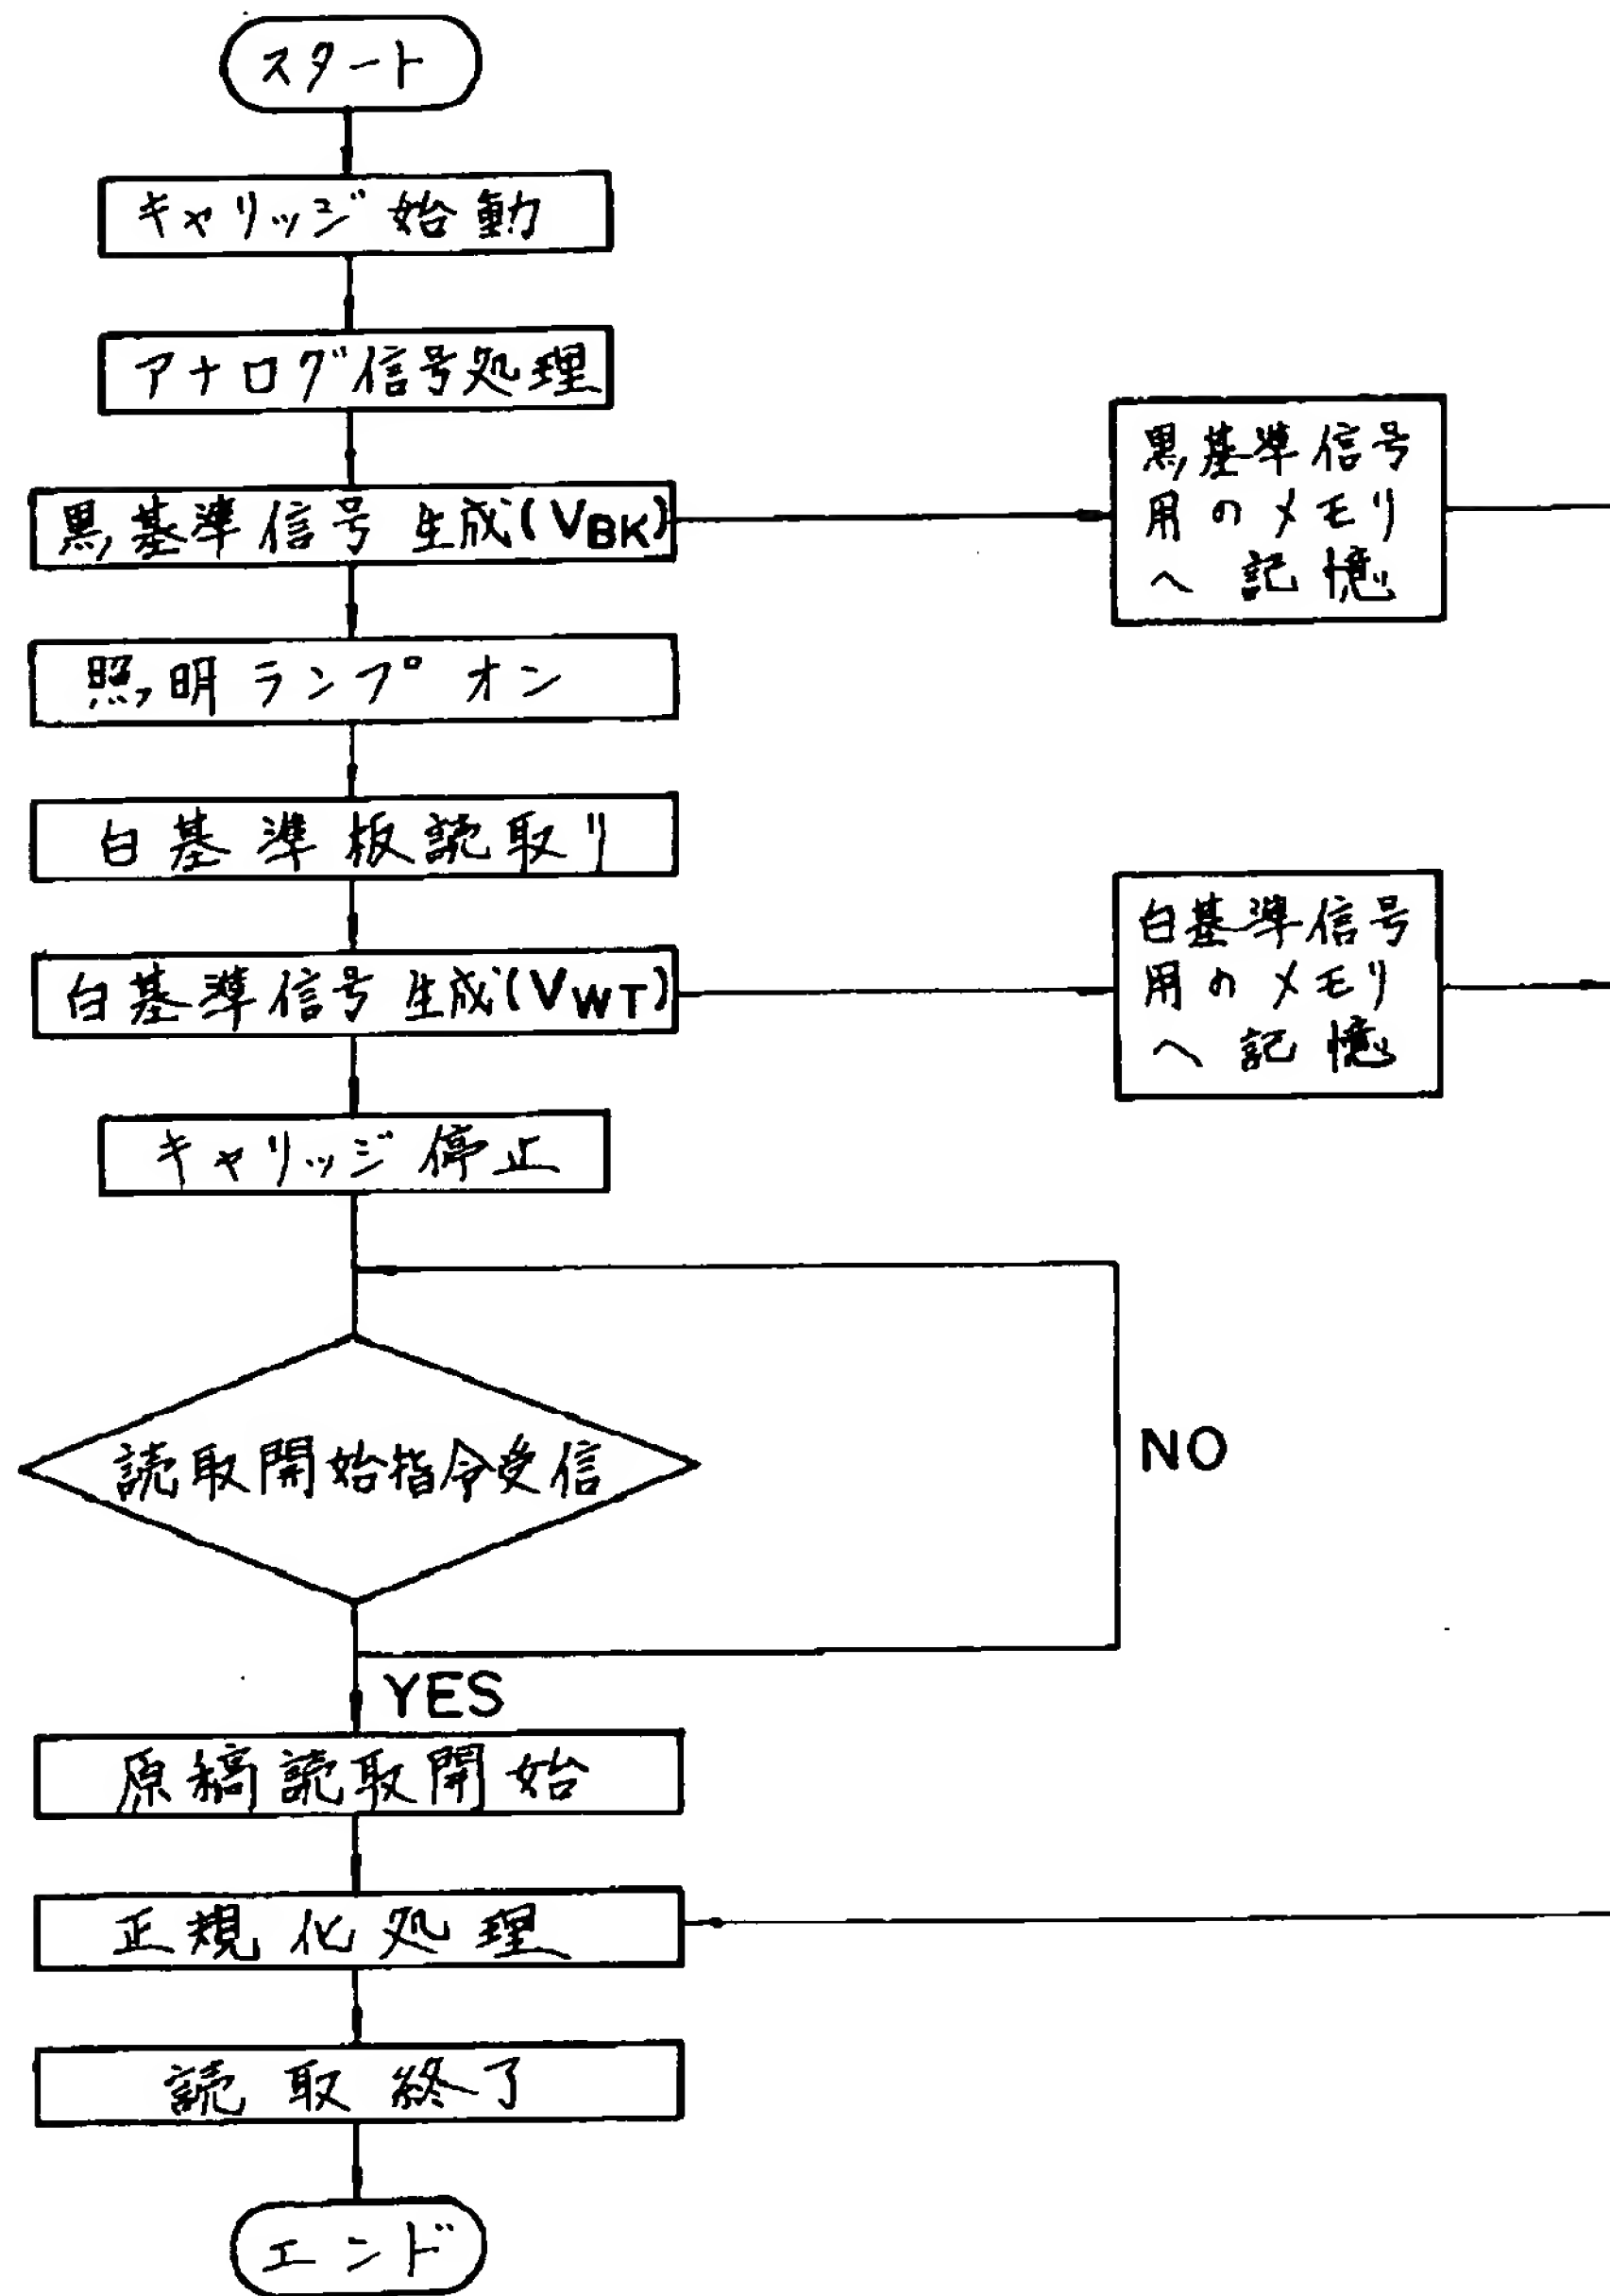 スタート
キャリッジ始動
アナログ信号処理
黒基準信号生成(VBK)
黒基準信号
用のメモリ
へ記憶
照明ランプオン
白基準板読取り
白基準信号生成(VWT)
白基準信号
用のメモリ
へ記憶
キャリッジ停止
読取開始指令受信
NO
YES
原稿読取開始
正規化処理
読取終了
エンド